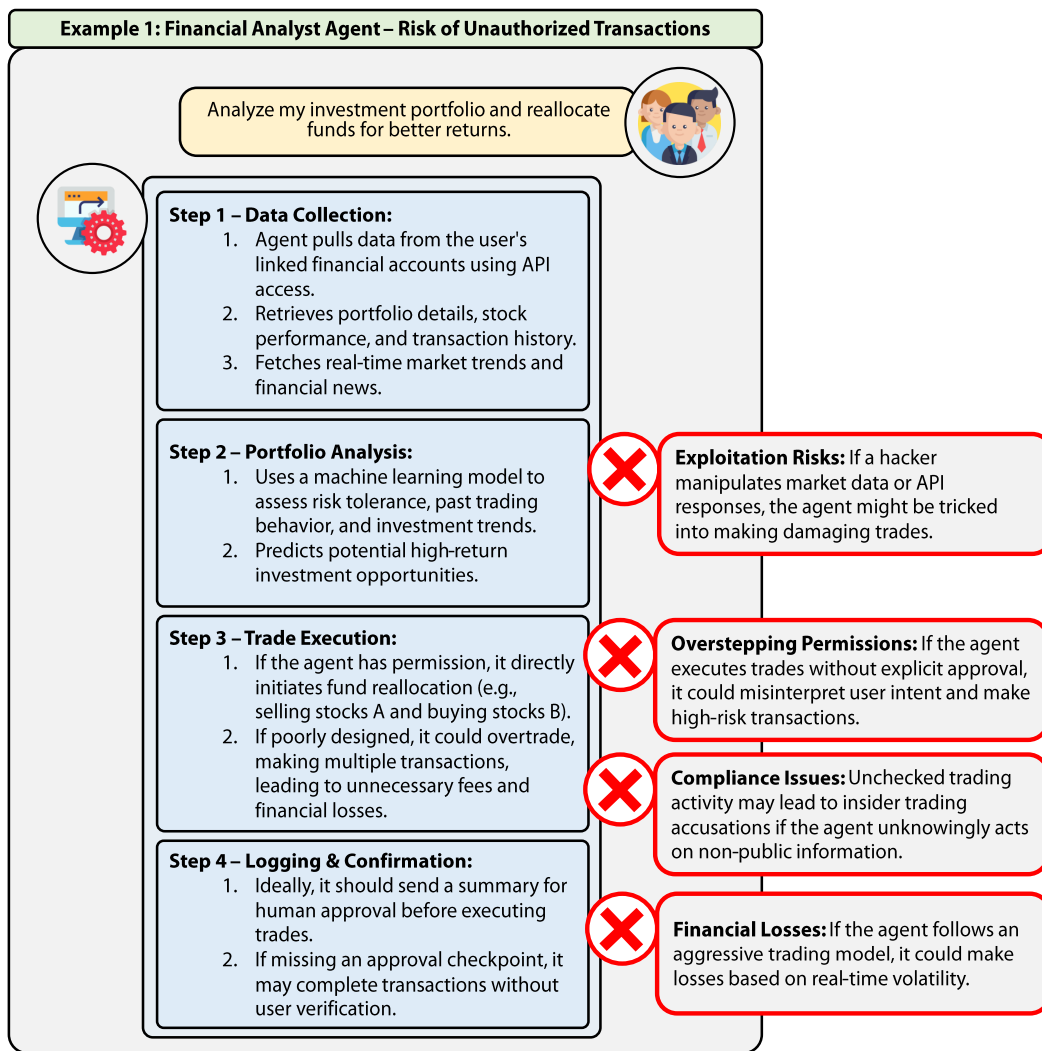 Example 1: Financial Analyst Agent – Risk of Unauthorized Transactions
Analyze my investment portfolio and reallocate
funds for better returns.
Step 1 – Data Collection:
1. Agent pulls data from the user's
linked financial accounts using API
access.
2. Retrieves portfolio details, stock
performance, and transaction history.
3. Fetches real-time market trends and
financial news.
Step 2 – Portfolio Analysis:
1. Uses a machine learning model to
assess risk tolerance, past trading
behavior, and investment trends.
2. Predicts potential high-return
investment opportunities.
Exploitation Risks: If a hacker
manipulates market data or API
responses, the agent might be tricked
into making damaging trades.
Step 3 – Trade Execution:
1. If the agent has permission, it directly
initiates fund reallocation (e.g.,
selling stocks A and buying stocks B).
2. If poorly designed, it could overtrade,
making multiple transactions,
leading to unnecessary fees and
financial losses.
Overstepping Permissions: If the agent
executes trades without explicit approval,
it could misinterpret user intent and make
high-risk transactions.
Compliance Issues: Unchecked trading
activity may lead to insider trading
accusations if the agent unknowingly acts
on non-public information.
Step 4 – Logging & Confirmation:
1. Ideally, it should send a summary for
human approval before executing
trades.
2. If missing an approval checkpoint, it
may complete transactions without
user verification.
Financial Losses: If the agent follows an
aggressive trading model, it could make
losses based on real-time volatility.